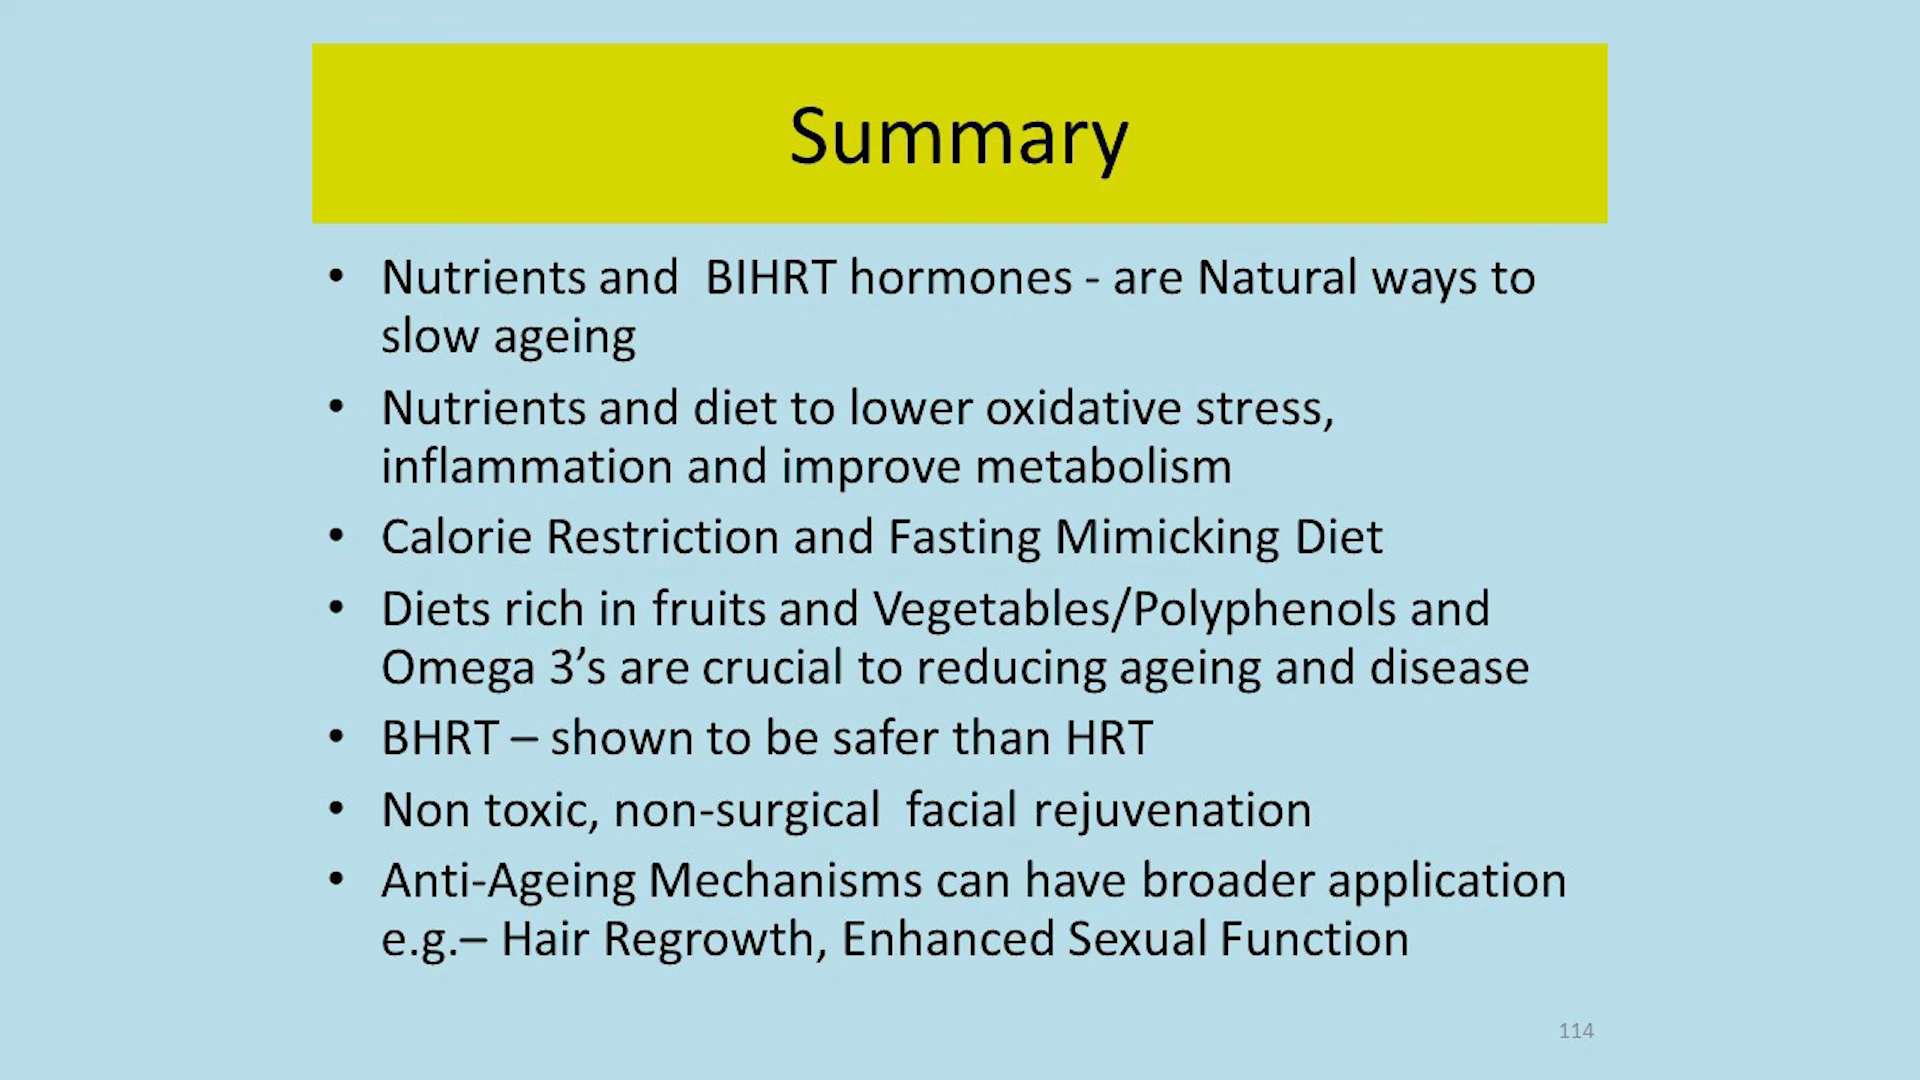 Summary
• Nutrients and  BIHRT hormones - are Natural ways to
slow ageing
• Nutrients and diet to lower oxidative stress,
inflammation and improve metabolism
• Calorie Restriction and Fasting Mimicking Diet
• Diets rich in fruits and Vegetables/Polyphenols and
Omega 3’s are crucial to reducing ageing and disease
• BHRT – shown to be safer than HRT
• Non toxic, non-surgical  facial rejuvenation
• Anti-Ageing Mechanisms can have broader application
e.g.– Hair Regrowth, Enhanced Sexual Function
114